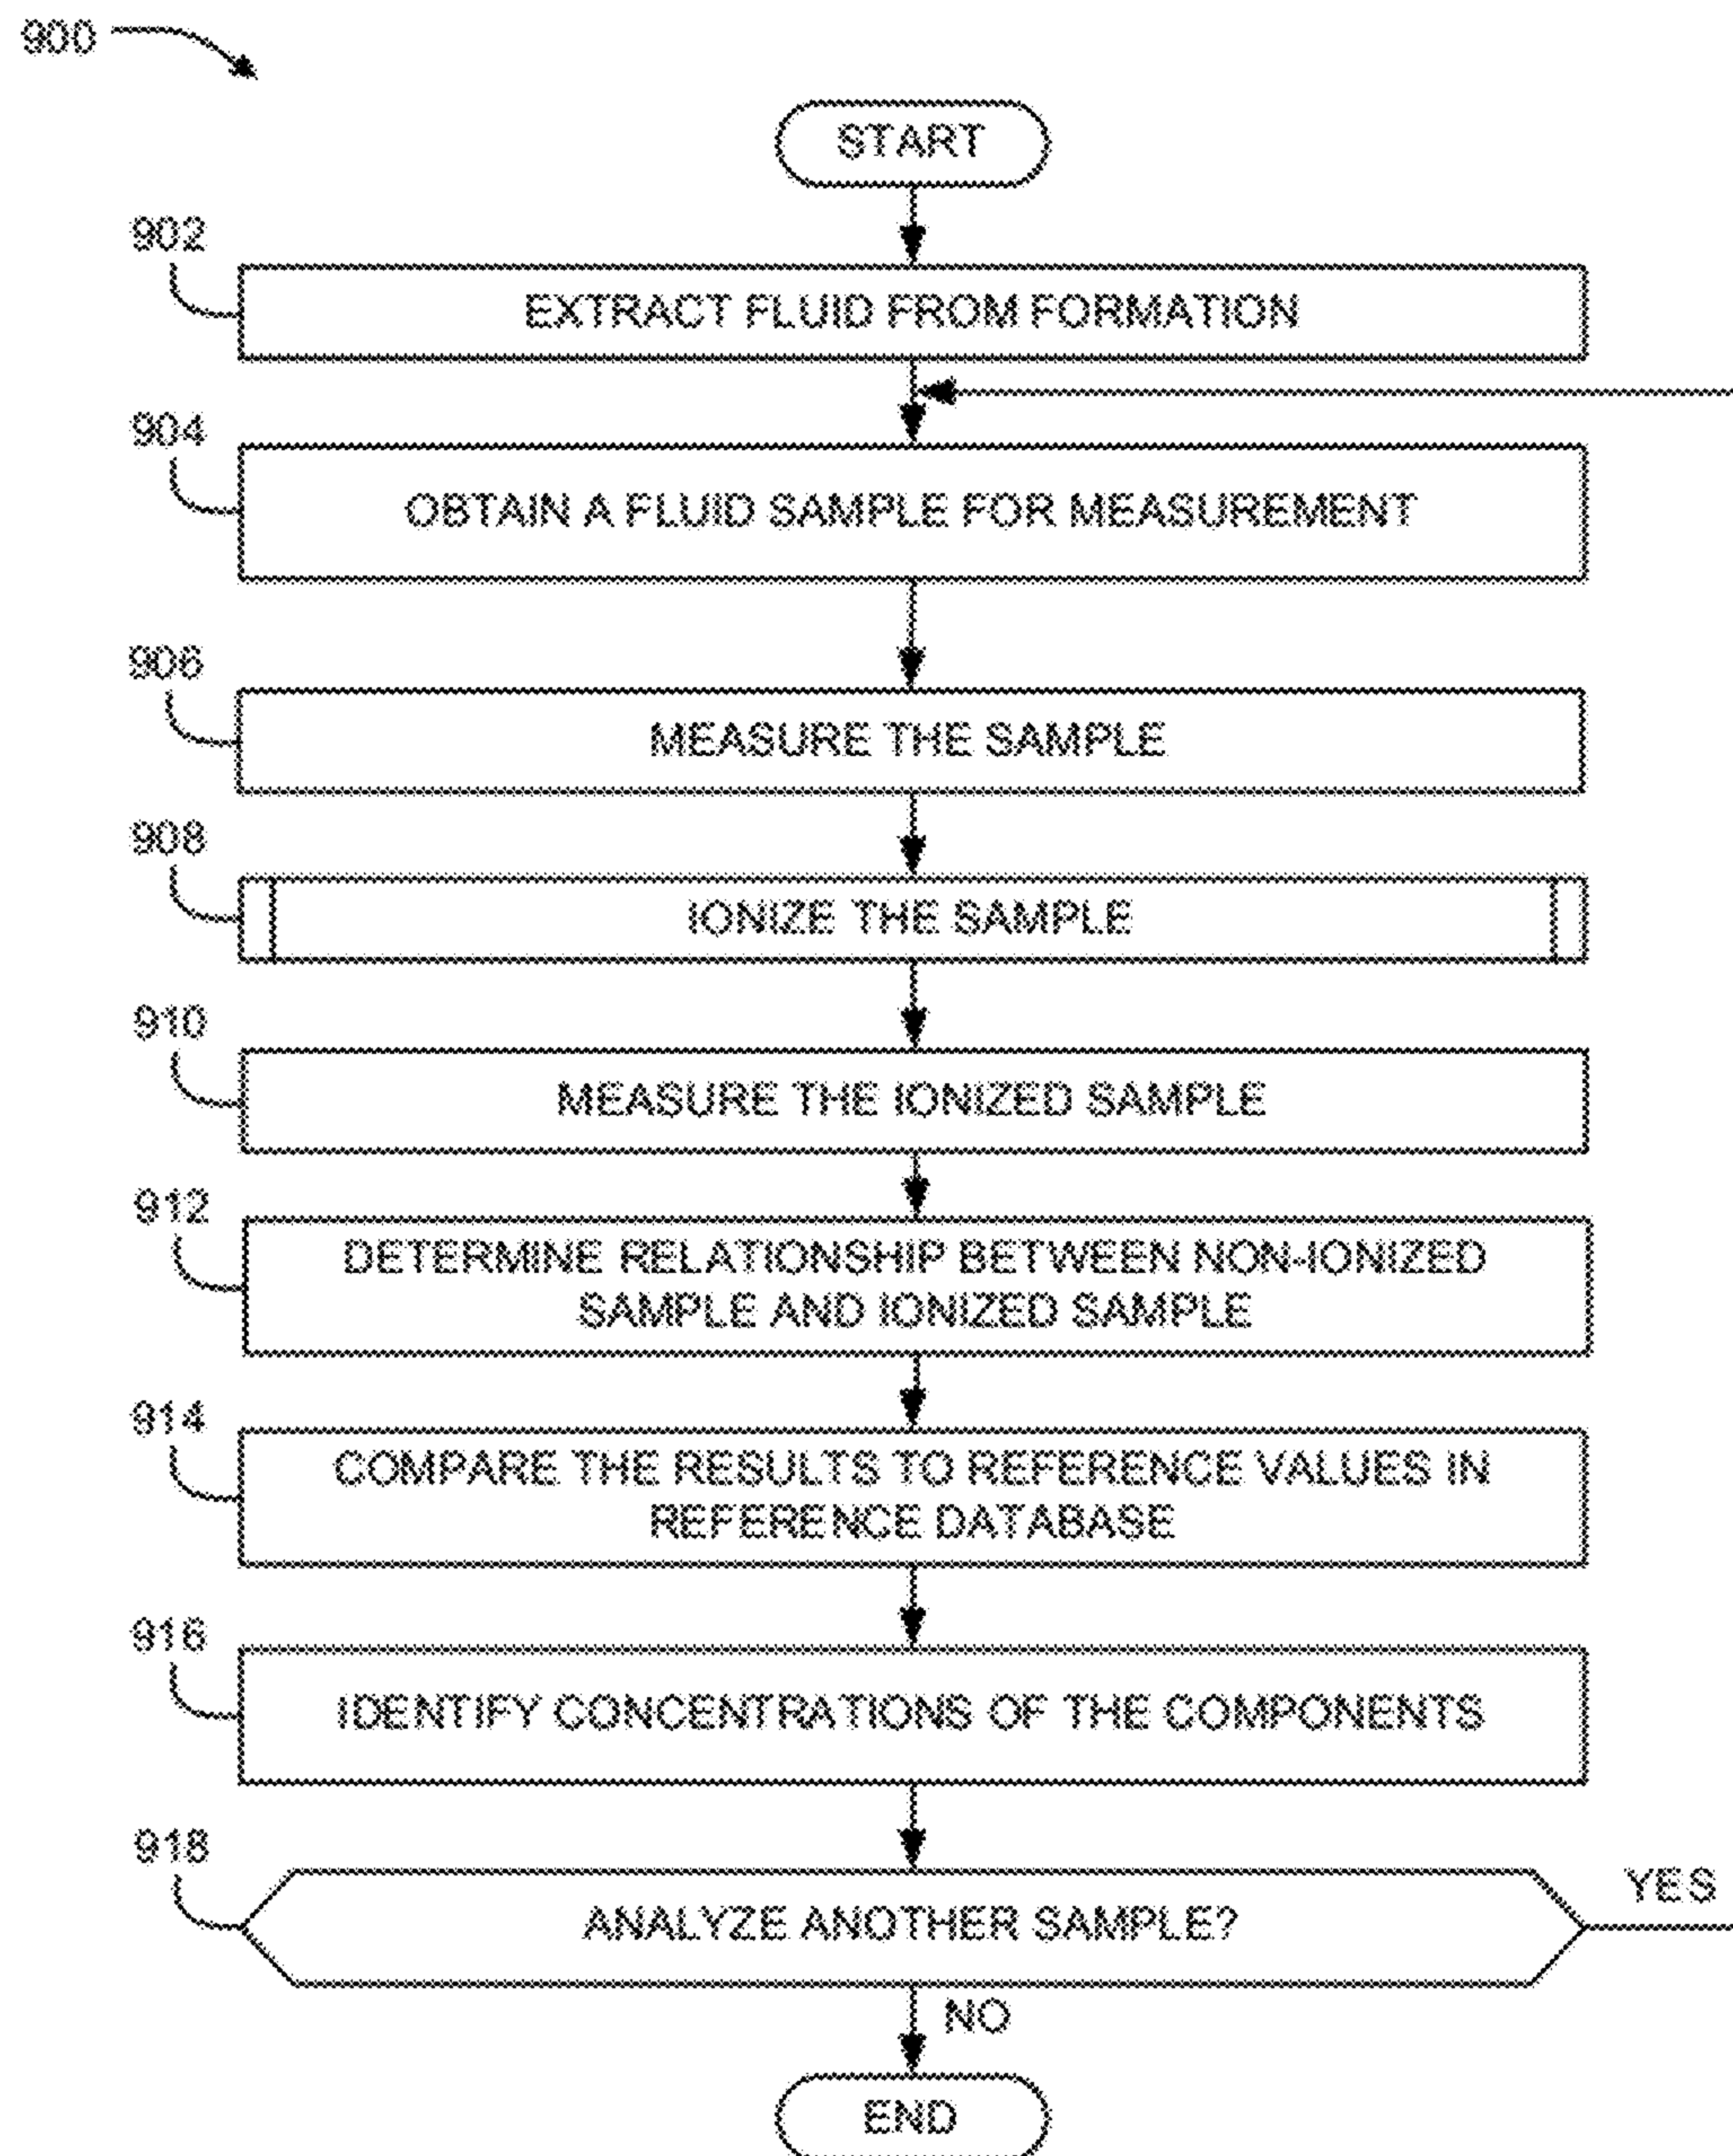 900
START
902
EXTRACT FLUID FROM FORMATION
904
OBTAIN A FLUID SAMPLE FOR MEASUREMENT
906
MEASURE THE SAMPLE
908
IONIZE THE SAMPLE
910
MEASURE THE IONIZED SAMPLE
912
DETERMINE RELATIONSHIP BETWEEN NON-IONIZED
SAMPLE AND IONIZED SAMPLE
914
COMPARE THE RESULTS TO REFERENCE VALUES IN
REFERENCE DATABASE
916
IDENTIFY CONCENTRATIONS OF THE COMPONENTS
918
ANALYZE ANOTHER SAMPLE?
YES
NO
END